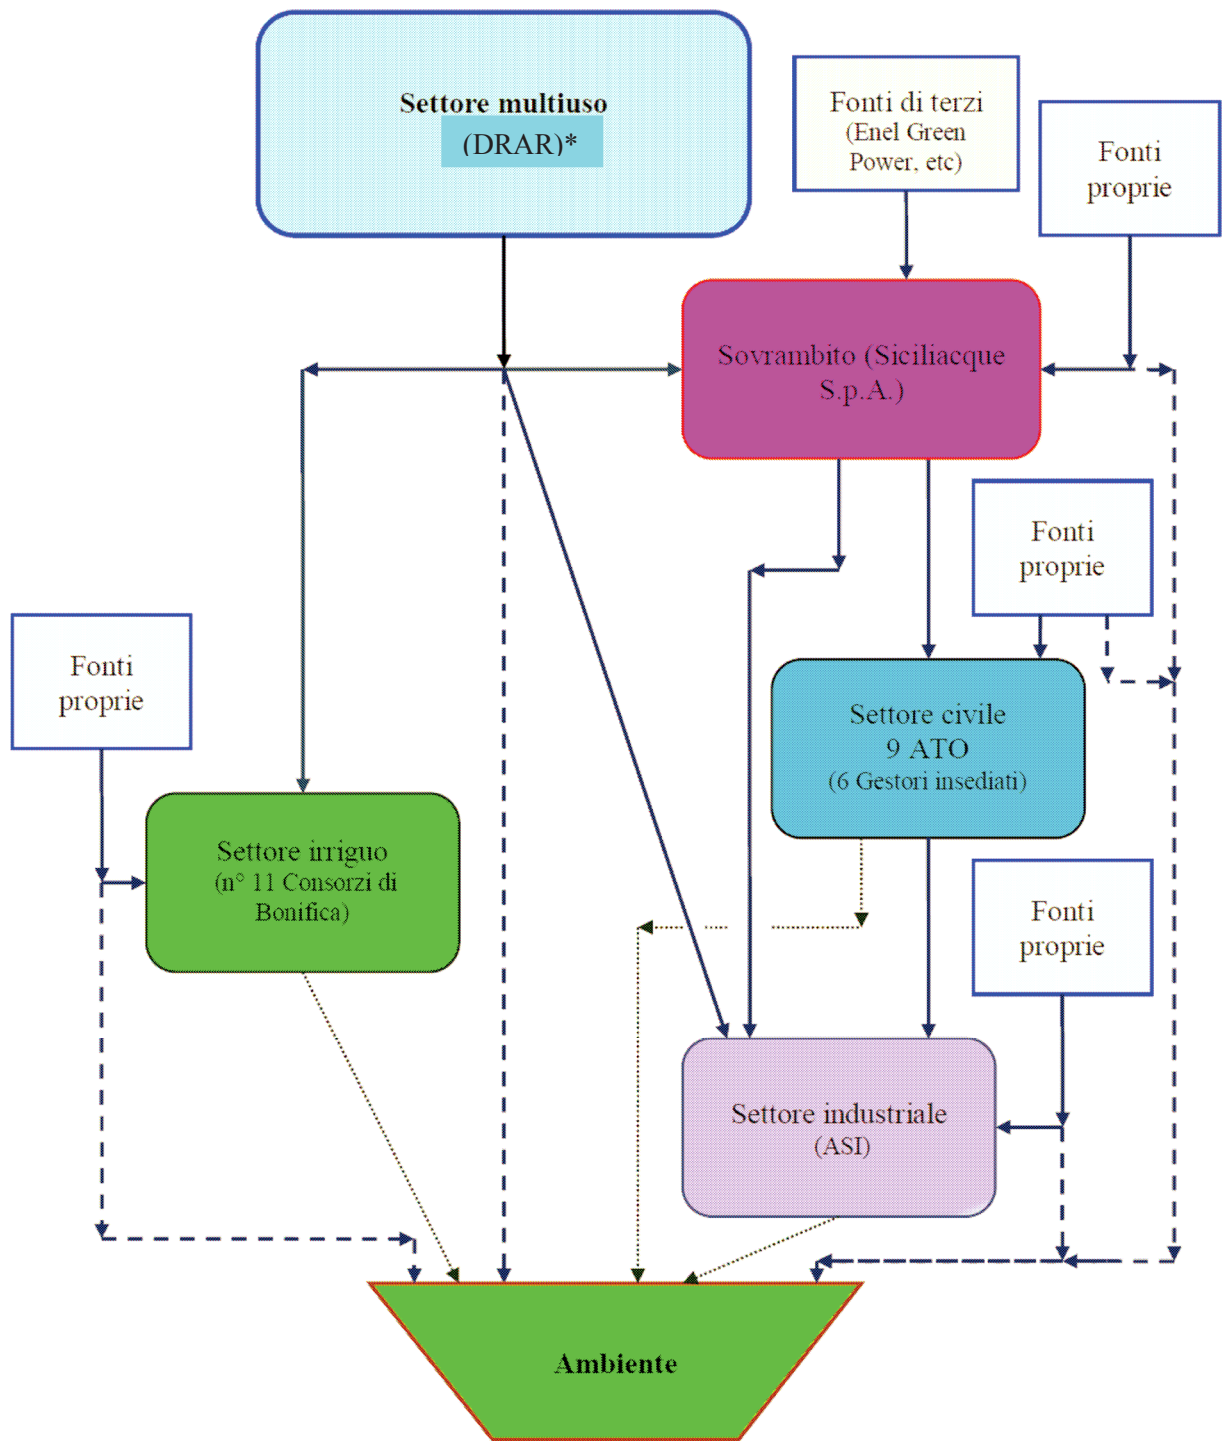 Settore multiuso
(DRAR)*
Fonti di terzi
(Enel Green
Power, etc)
Fonti
proprie
Sovrambito (Siciliacque
S.p.A.)
Fonti
proprie
Fonti
proprie
Settore civile
9 ATO
(6 Gestori insediati)
Settore irriguo
(n° 11 Consorzi di
Bonifica)
Fonti
proprie
Settore industriale
(ASI)
Ambiente